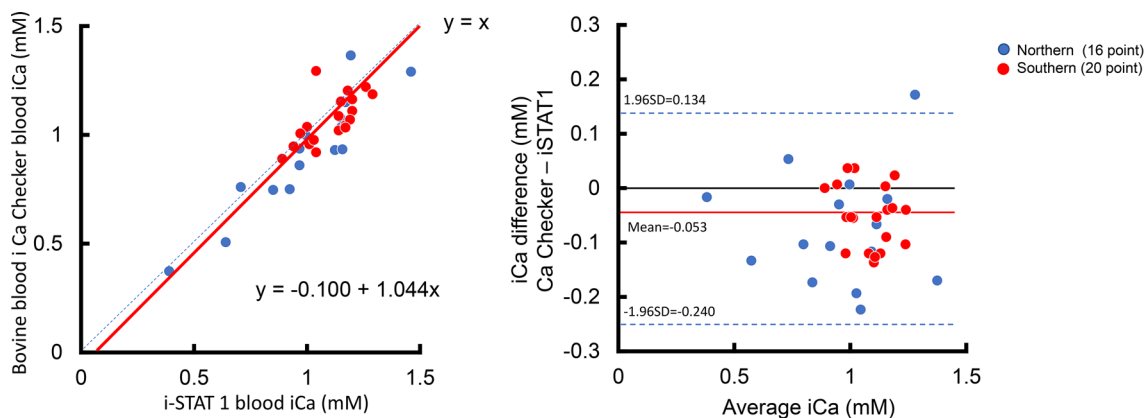 Bovine blood i Ca Checker blood iCa (mM)
1.5
1
0.5
0
0
0.5
1
1.5
i-STAT 1 blood iCa (mM)
y = x
y = -0.100 + 1.044x
iCa difference (mM)
Ca Checker – iSTAT1
0.3
0.2
0.1
0
-0.1
-0.2
-0.3
0
0.5
1
1.5
Average iCa (mM)
1.96SD=0.134
Mean=-0.053
-1.96SD=-0.240
Northern (16 point)
Southern (20 point)